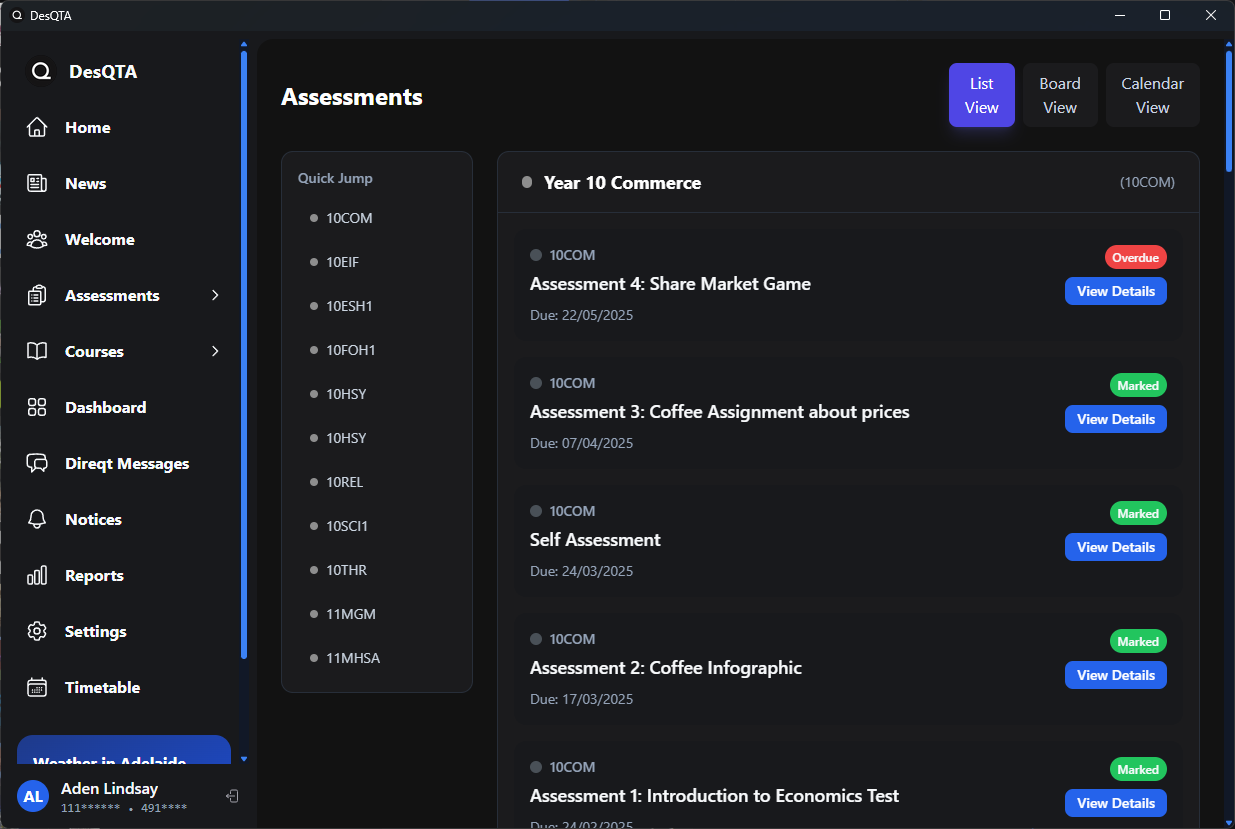 DesQTA
DesQTA
Home
News
Welcome
Assessments
Courses
Dashboard
Direqt Messages
Notices
Reports
Settings
Timetable
Weather in Adelaide
AL
Aden Lindsay
111****** • 491****
Assessments
List
View
Board
View
Calendar
View
Quick Jump
10COM
10EIF
10ESH1
10FOH1
10HSY
10HSY
10REL
10SCI1
10THR
11MGM
11MHSA
Year 10 Commerce
(10COM)
10COM
Overdue
Assessment 4: Share Market Game
View Details
Due: 22/05/2025
10COM
Marked
Assessment 3: Coffee Assignment about prices
View Details
Due: 07/04/2025
10COM
Marked
Self Assessment
View Details
Due: 24/03/2025
10COM
Marked
Assessment 2: Coffee Infographic
View Details
Due: 17/03/2025
10COM
Marked
Assessment 1: Introduction to Economics Test
View Details
Due: 24/02/2025